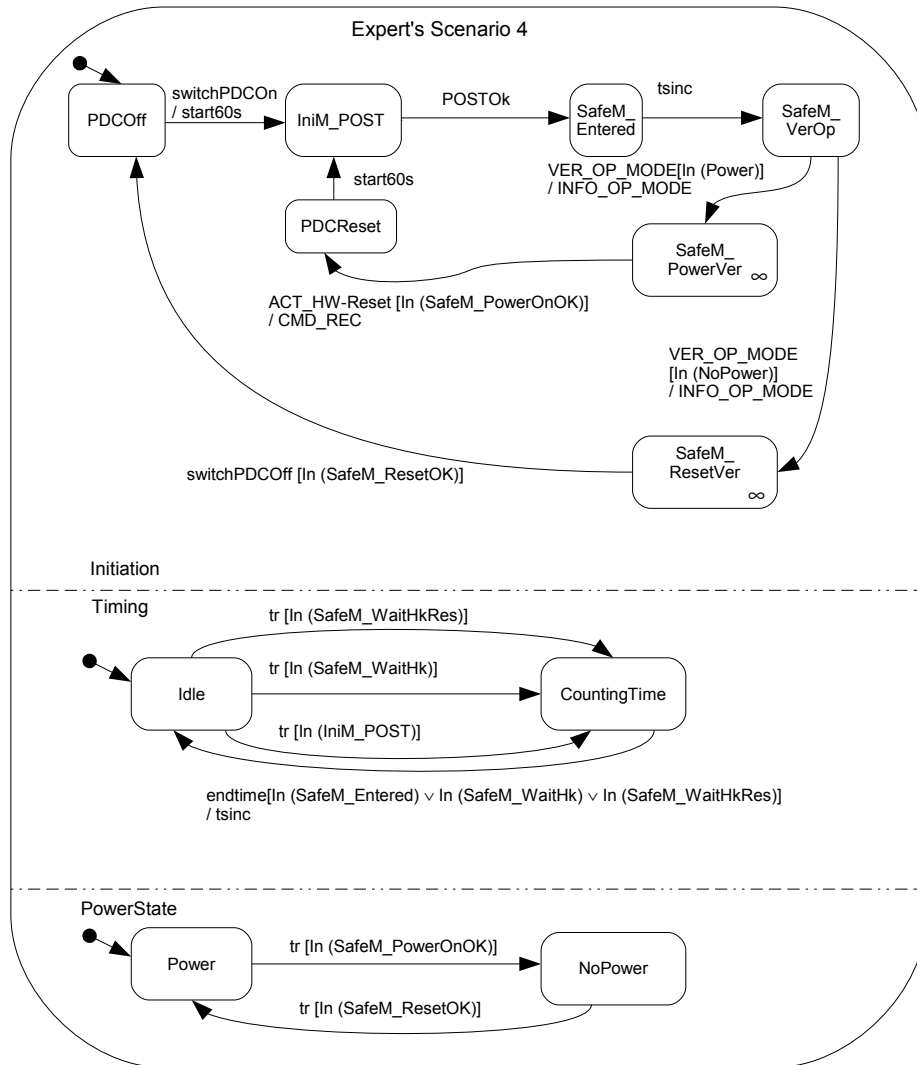 Expert's Scenario 4
switchPDCOn
/ start60s
PDCOff
IniM_POST
POSTOk
SafeM_
Entered
tsinc
SafeM_
VerOp
start60s
VER_OP_MODE[In (Power)]
/ INFO_OP_MODE
PDCReset
SafeM_
PowerVer
∞
ACT_HW-Reset [In (SafeM_PowerOnOK]
/ CMD_REC
VER_OP_MODE
[In (NoPower)]
/ INFO_OP_MODE
SafeM_
ResetVer
∞
switchPDCOff [In (SafeM_ResetOK)]
Initiation
Timing
tr [In (SafeM_WaitHkRes)]
Idle
tr [In (SafeM_WaitHk)]
CountingTime
tr [In (IniM_POST)]
endtime[In (SafeM_Entered) ∨ In (SafeM_WaitHk) ∨ In (SafeM_WaitHkRes)]
/ tsinc
PowerState
Power
tr [In (SafeM_PowerOnOK)]
NoPower
tr [In (SafeM_ResetOK)]